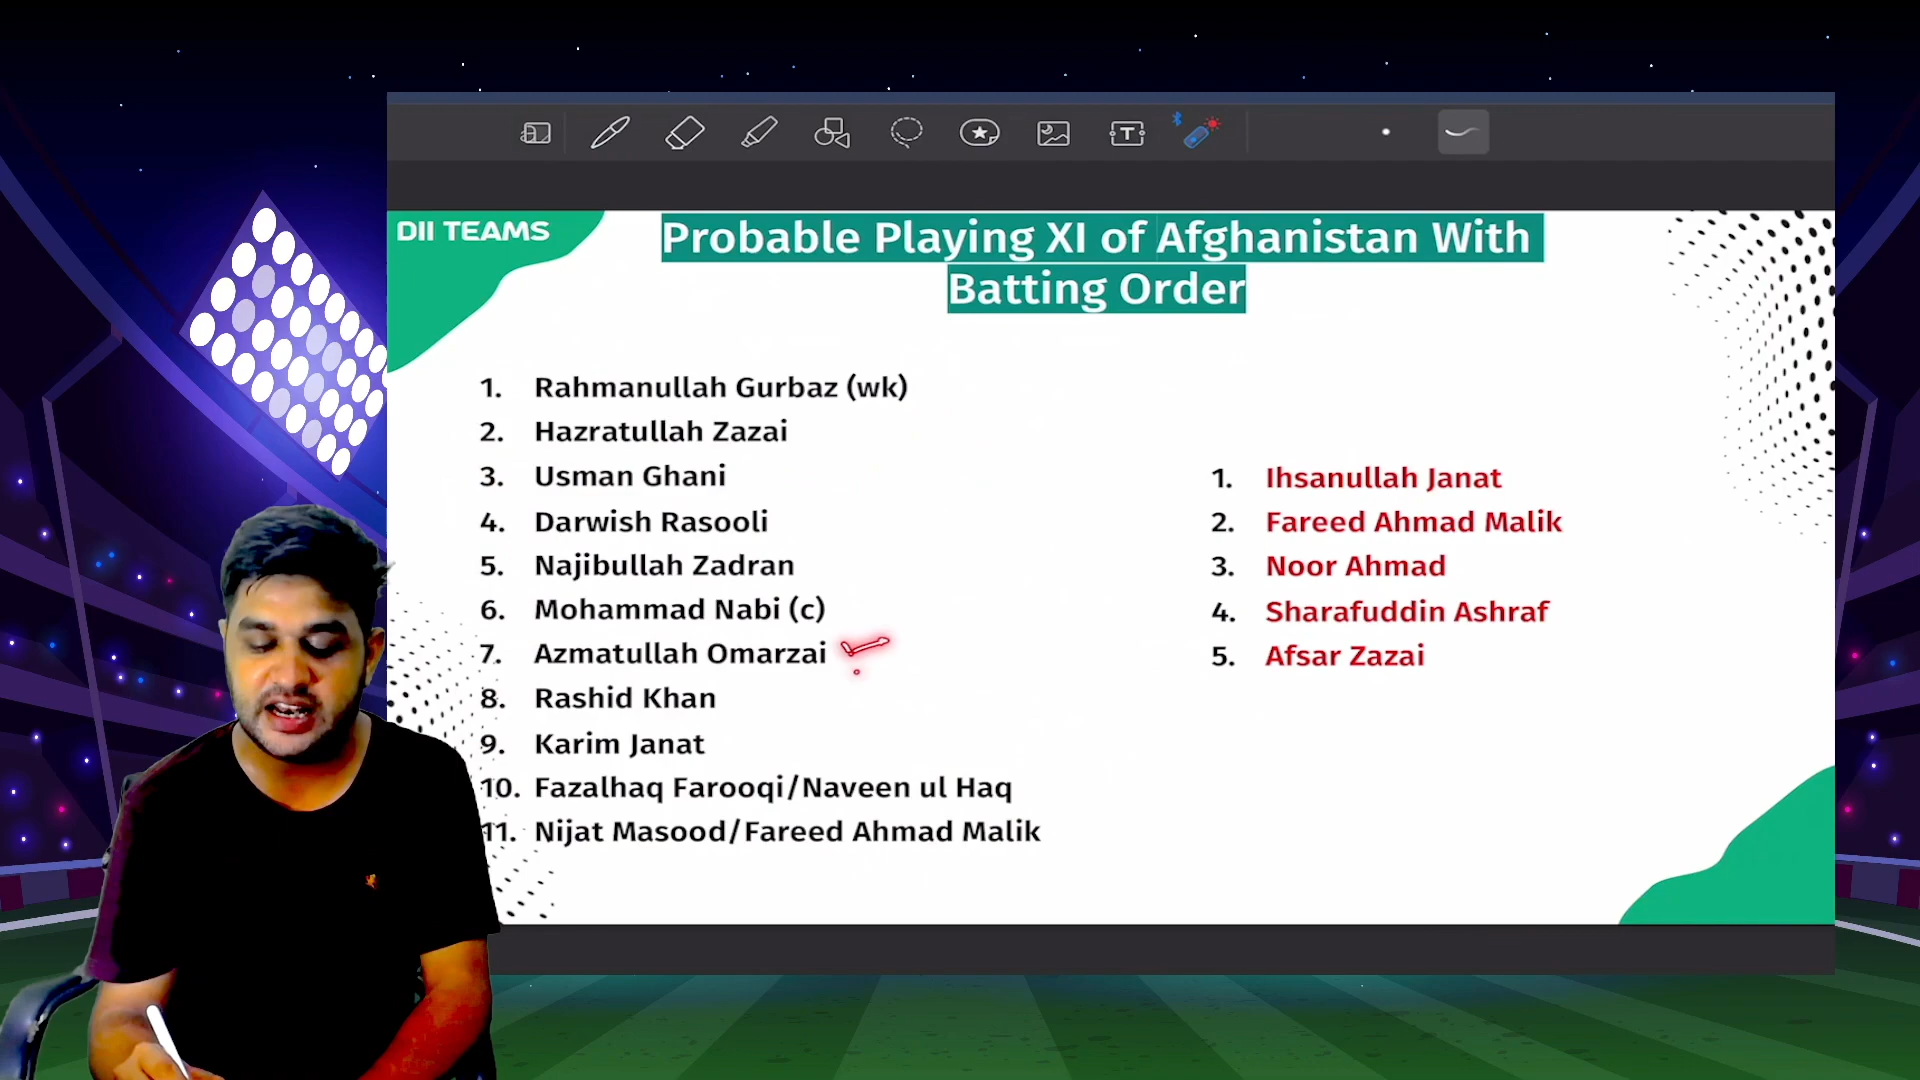 DII TEAMS
Probable Playing XI of Afghanistan With
Batting Order
1. Rahmanullah Gurbaz (wk)
2. Hazratullah Zazai
3. Usman Ghani
4. Darwish Rasooli
5. Najibullah Zadran
6. Mohammad Nabi (c)
7. Azmatullah Omarzai
8. Rashid Khan
9. Karim Janat
10. Fazalhaq Farooqi/Naveen ul Haq
11. Nijat Masood/Fareed Ahmad Malik
1. Ihsanullah Janat
2. Fareed Ahmad Malik
3. Noor Ahmad
4. Sharafuddin Ashraf
5. Afsar Zazai